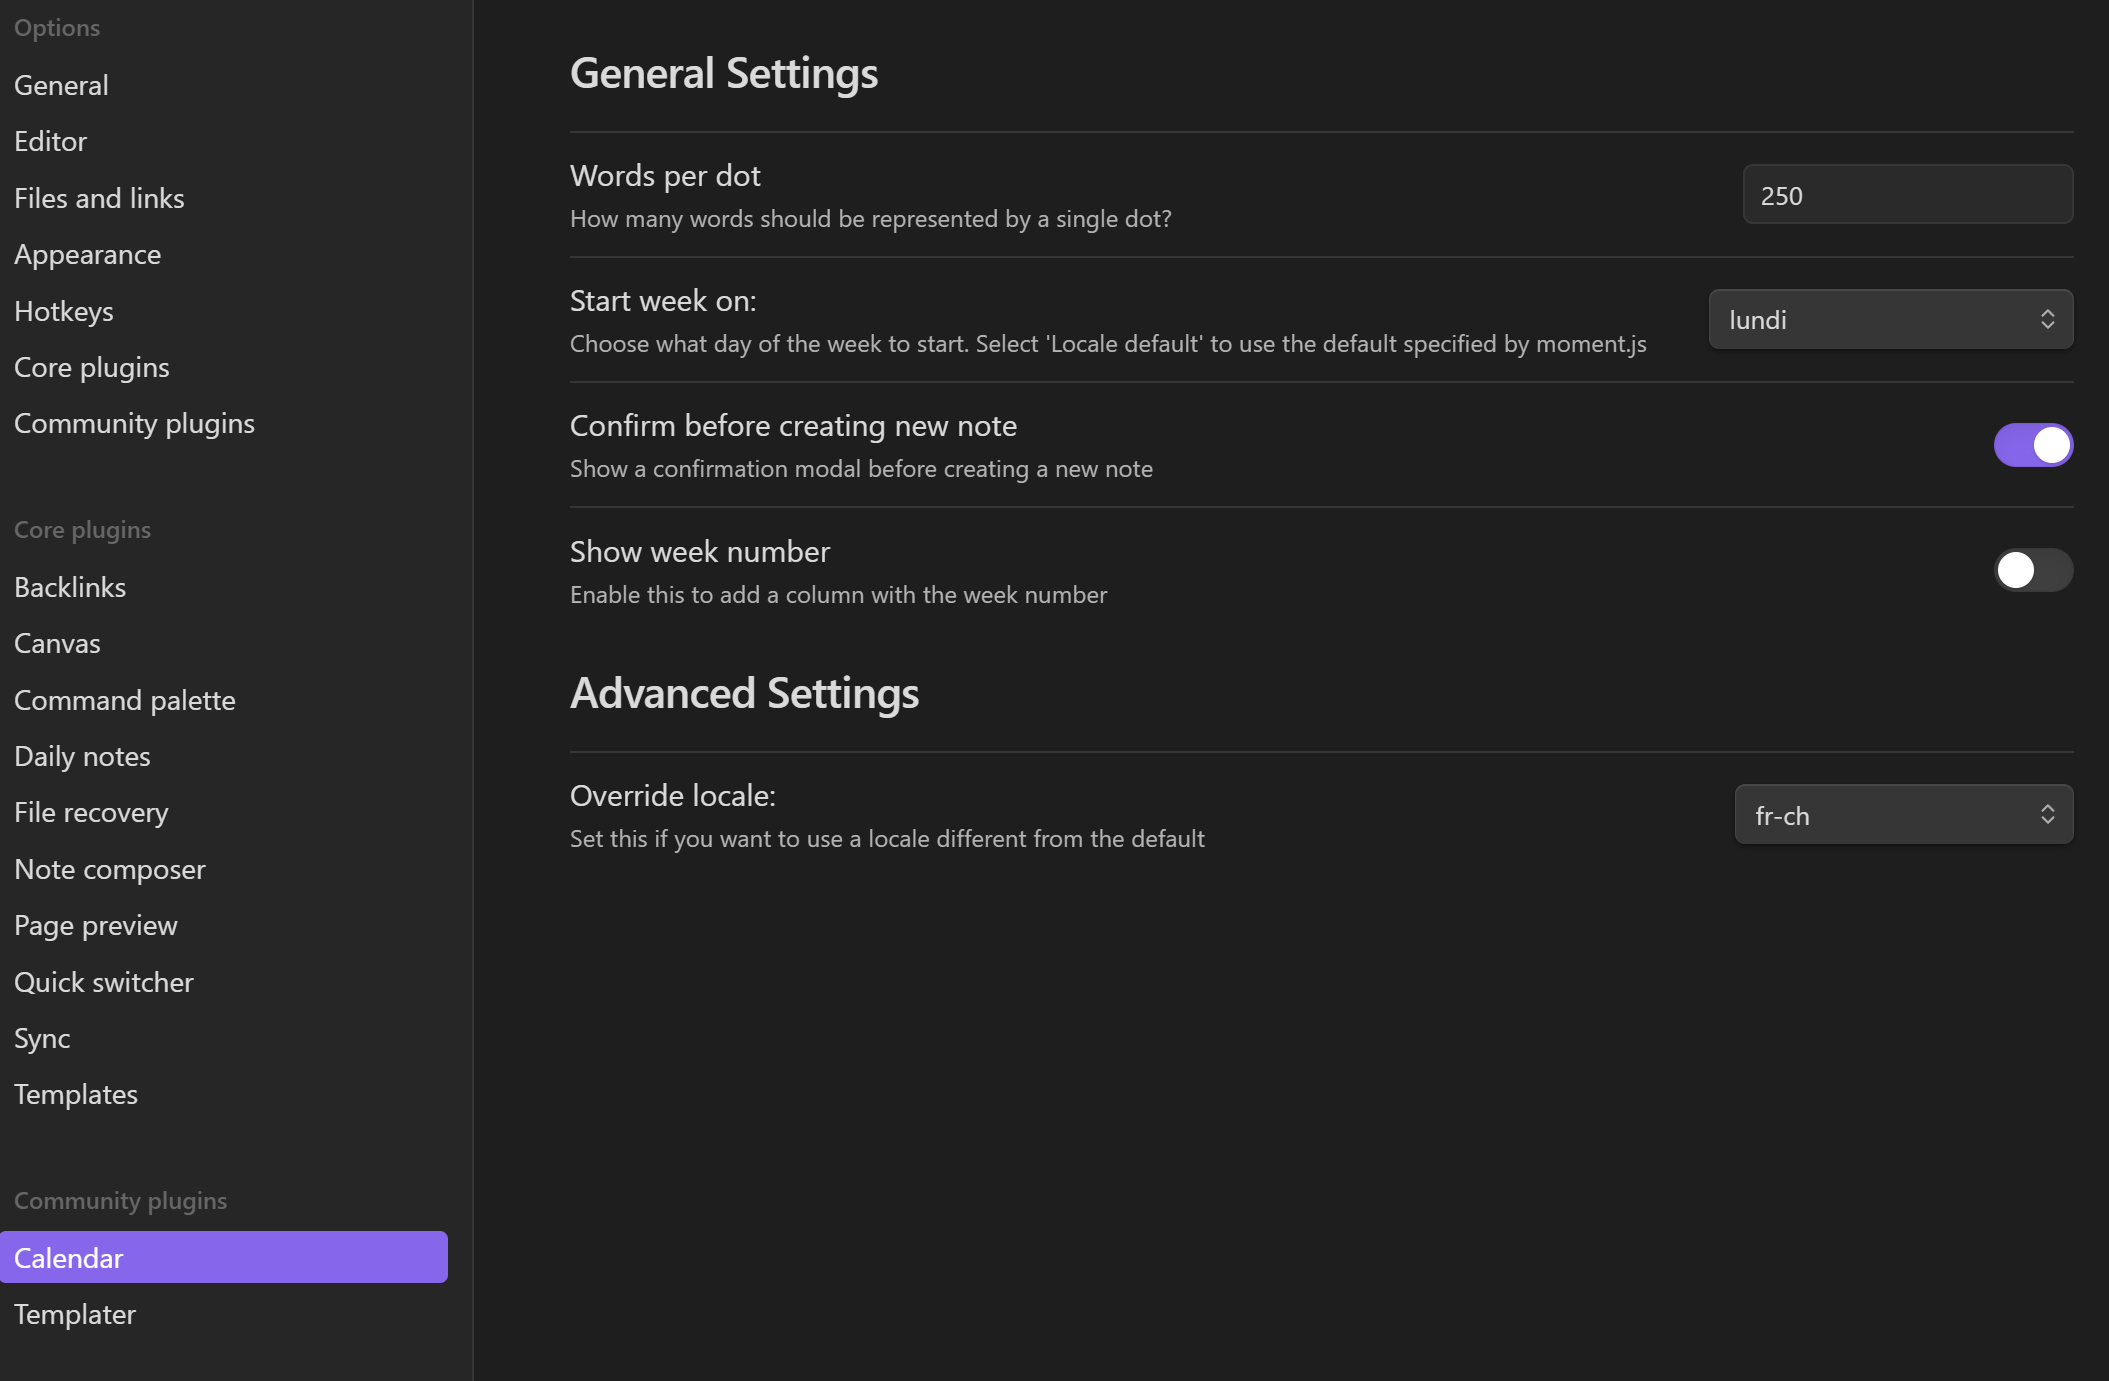 Options
General
Editor
Files and links
Appearance
Hotkeys
Core plugins
Community plugins
Core plugins
Backlinks
Canvas
Command palette
Daily notes
File recovery
Note composer
Page preview
Quick switcher
Sync
Templates
Community plugins
Calendar
Templater
General Settings
Words per dot
How many words should be represented by a single dot?
250
Start week on:
Choose what day of the week to start. Select 'Locale default' to use the default specified by moment.js
lundi
Confirm before creating new note
Show a confirmation modal before creating a new note
Show week number
Enable this to add a column with the week number
Advanced Settings
Override locale:
Set this if you want to use a locale different from the default
fr-ch